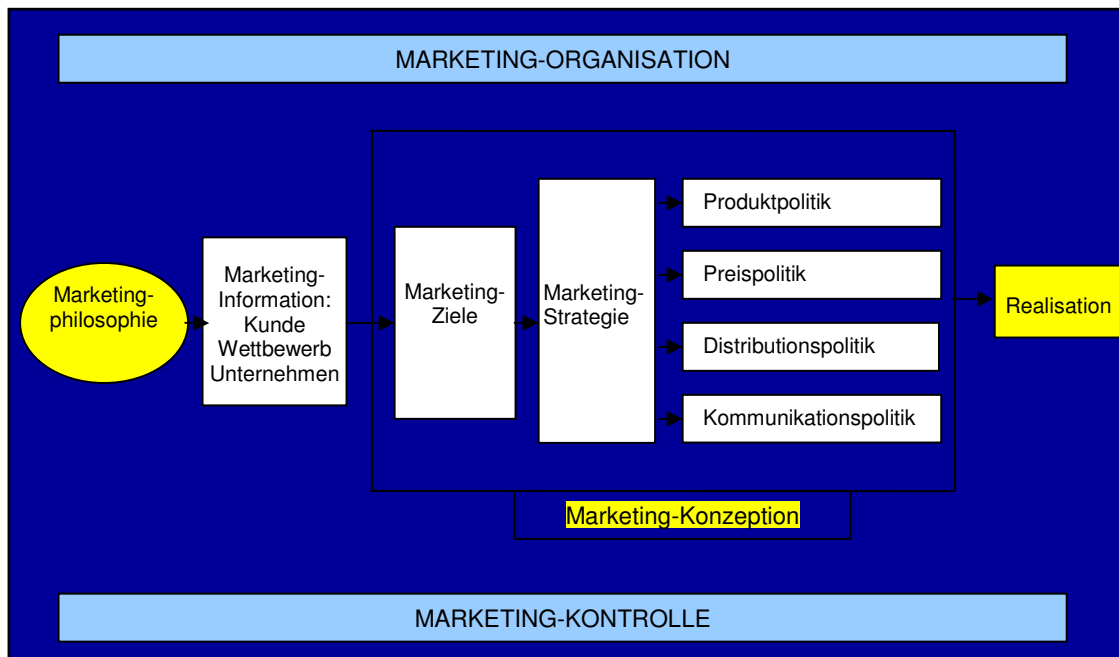 MARKETING-ORGANISATION
Marketing-
philosophie
Marketing-
Information:
Kunde
Wettbewerb
Unternehmen
Marketing-
Ziele
Marketing-
Strategie
Produktpolitik
Preispolitik
Distributionspolitik
Kommunikationspolitik
Realisation
Marketing-Konzeption
MARKETING-KONTROLLE